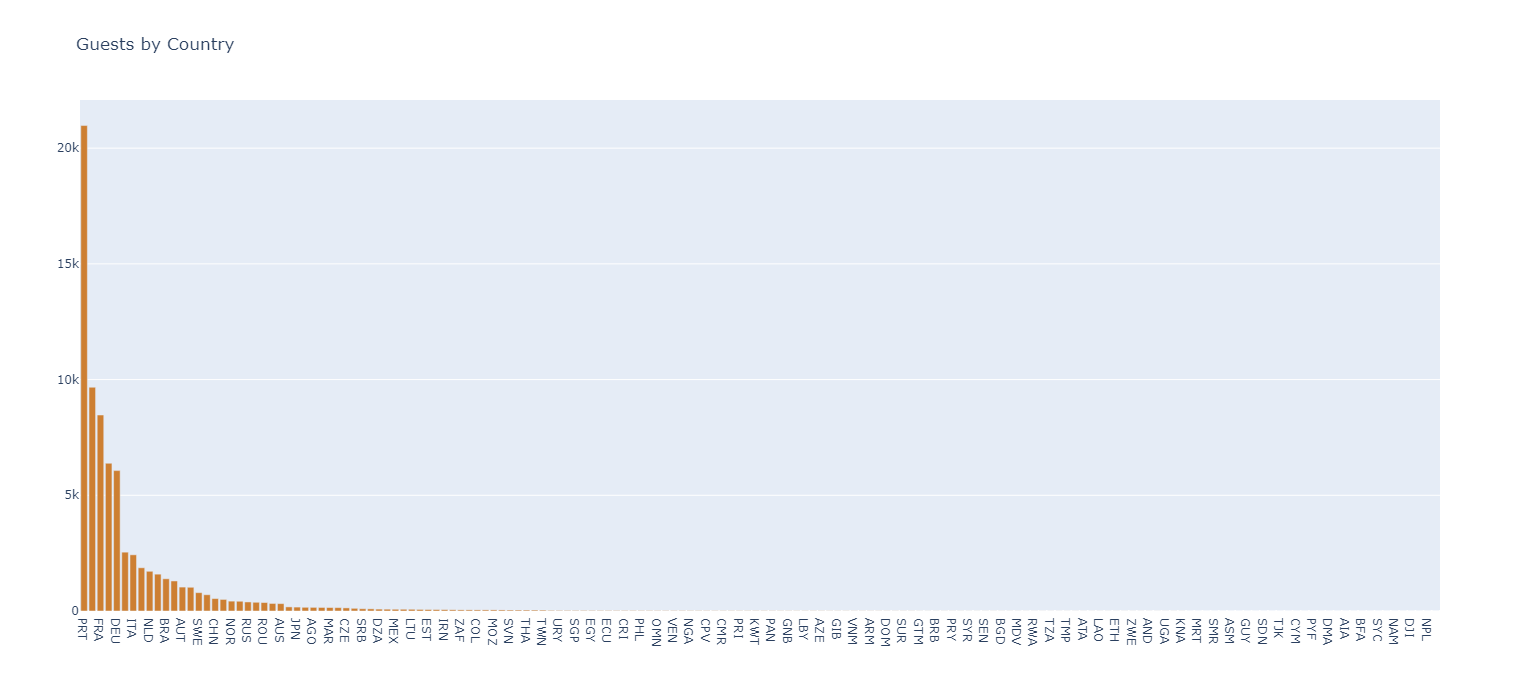 Guests by Country
20k
15k
10k
5k
0
PRT FRA DEU ITA NLD BRA AUT SWE CHN NOR RUS ROU AUS JPN AGO MAR CZE SRB DZA MEX LTU EST IRN ZAF COL MOZ SVN THA TWN URY SGP EGY ECU CRI PHL OMN VEN NGA CPV CMR PRI KWT PAN GNB LBY AZE GIB VNM ARM DOM SUR GTM BRB PRY SYR SEN BGD MDV RWA TZA TMP ATA LAO ETH ZWE AND UGA KNA MRT SMR ASM GUY SDN TJK CYM PYF DMA AIA BFA SYC NAM DJI NPL